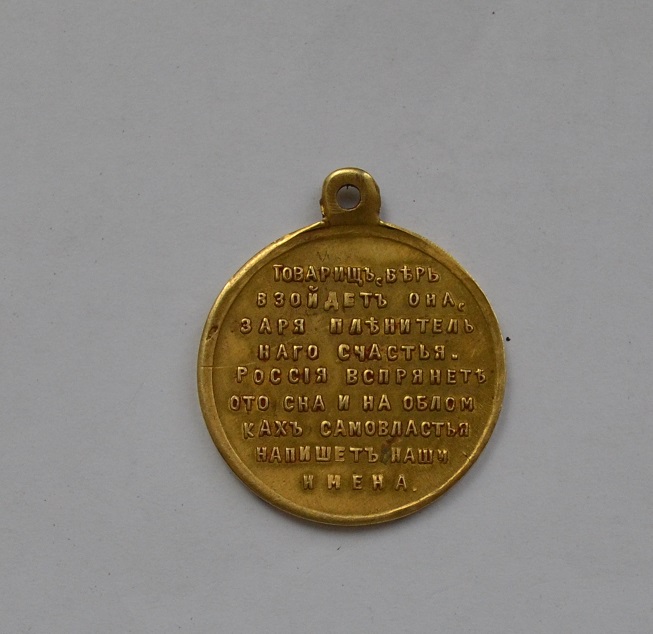 ТОВАРИЩЪ, ВѢРЬ
ВЗОЙДЕТЪ ОНА,
ЗАРЯ ПЛѢНИТЕЛЬ
НАГО СЧАСТЬЯ.
РОССІЯ ВСПРЯНЕТЪ
ОТО СНА И НА ОБЛОМ
КАХЪ САМОВЛАСТЬЯ
НАПИШЕТЪ НАШИ
ИМЕНА.